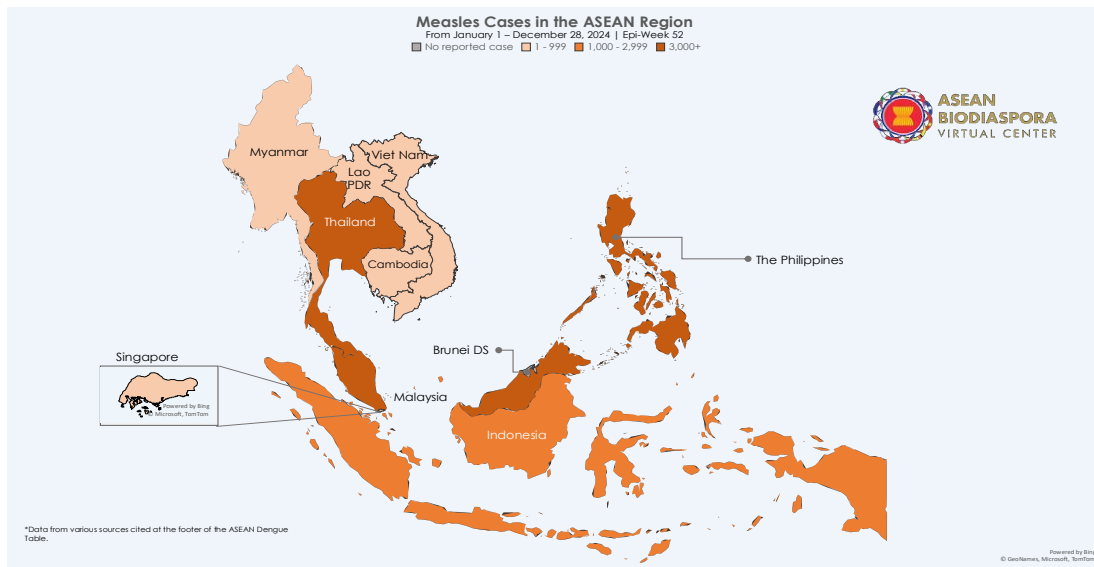 Measles Cases in the ASEAN Region
From January 1 – December 28, 2024 | Epi-Week 52
No reported case 1 - 999 1,000 - 2,999 3,000+
ASEAN
BIODIASPORA
VIRTUAL CENTER
Myanmar
Viet Nam
Lao
PDR
Thailand
Cambodia
The Philippines
Brunei DS
Singapore
Powered by Bing
© Microsoft, TomTom
Malaysia
Indonesia
*Data from various sources cited at the footer of the ASEAN Dengue
Table.
Powered by Bing
© GeoNames, Microsoft, TomTom